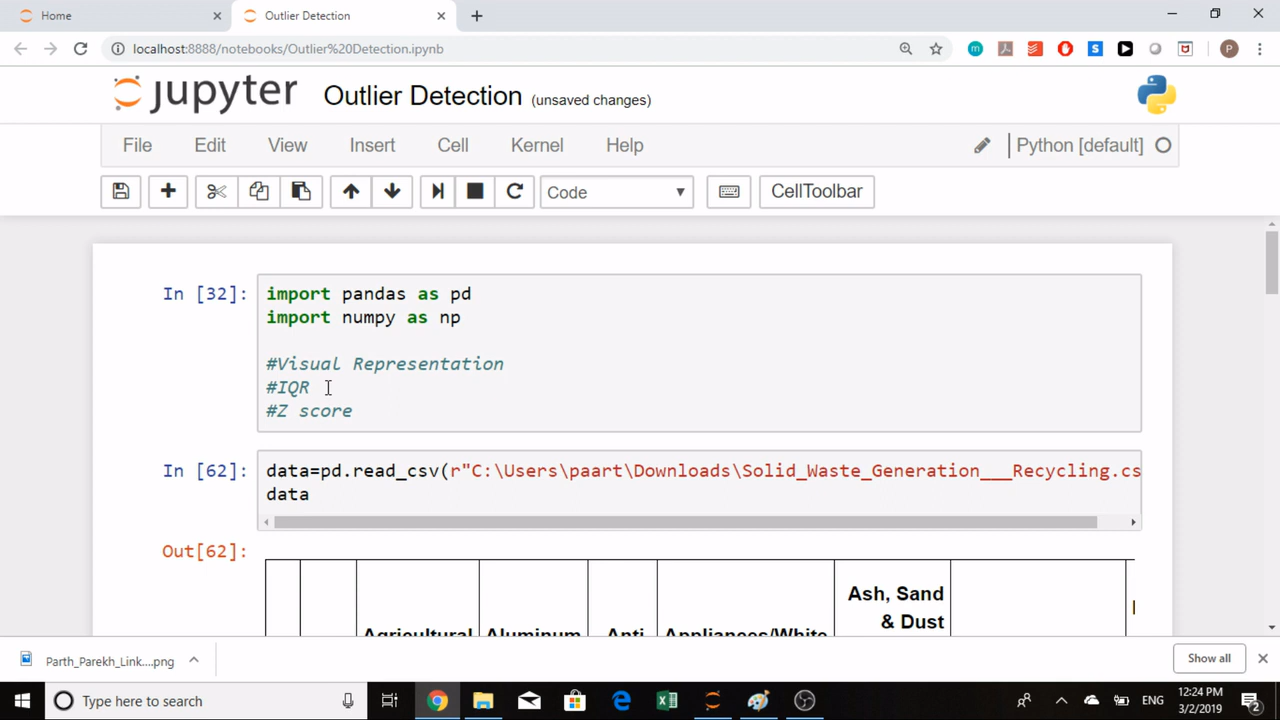 Home
Outlier Detection
localhost:8888/notebooks/Outlier%20Detection.ipynb
P
jupyter Outlier Detection (unsaved changes)
File Edit View Insert Cell Kernel Help Python [default]
Code CellToolbar
In [32]: import pandas as pd
import numpy as np
#Visual Representation
#IQR
#Z score
In [62]: data=pd.read_csv(r"C:\Users\paart\Downloads\Solid_Waste_Generation___Recycling.cs
data
Out[62]:
Ash, Sand
& Dust
Agricultural Aluminum Anti Appliances/White
Parth_Parekh_Link....png
Show all
Type here to search
ENG
12:24 PM
3/2/2019
2